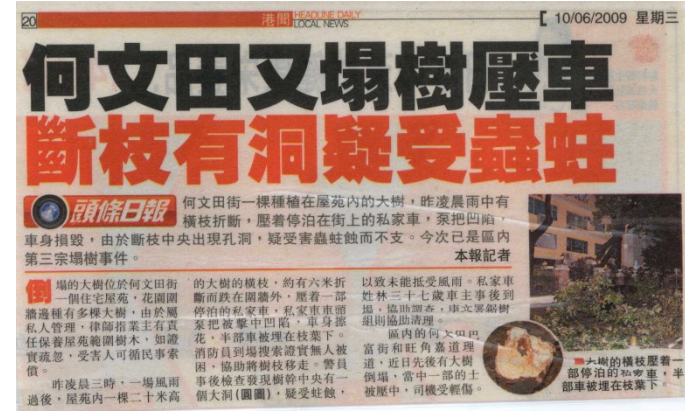 20
港聞
HEADLINE DAILY
LOCAL NEWS
10/06/2009 星期三
何文田又塌樹壓車
斷枝有洞疑受蟲蛀
頭條日報
何文田街一棵種植在屋苑內的大樹，昨凌晨雨中有
橫枝折斷，壓着停泊在街上的私家車，泵把凹陷，
車身損毀，由於斷枝中央出現孔洞，疑受害蟲蛀蝕而不支。今次已是區內
第三宗塌樹事件。
本報記者
倒塌的大樹位於何文田街
一個住宅屋苑，花園圍
牆邊種有多棵大樹，由於屬
私人管理，律師指業主有責
任保養屋苑範圍樹木，如證
實疏忽，受害人可循民事索
償。
昨凌晨三時，一場風雨
過後，屋苑內一棵二十米高
的大樹的橫枝，約有六米折
斷而跌在圍牆外，壓着一部
停泊的私家車，私家車車頭
泵把被擊中凹陷，車身擦
花，半部車被埋在枝葉下。
消防員到場搜索證實無人被
困，協助將樹枝移走。警員
事後檢查發現樹幹中央有一
個大洞(圓圖)，疑受蛀蝕，
以致未能抵受風雨。私家車
姓林三十七歲車主事後到
場，協助調查，康文署錫樹
組則協助清理。
區內的何文田巴
富街和旺角嘉道理
道，近日先後有大樹
倒塌，當中一部的士
被壓中，司機受輕傷。
大樹的橫枝壓着一
部停泊的私家車，半
部車被埋在枝葉下。